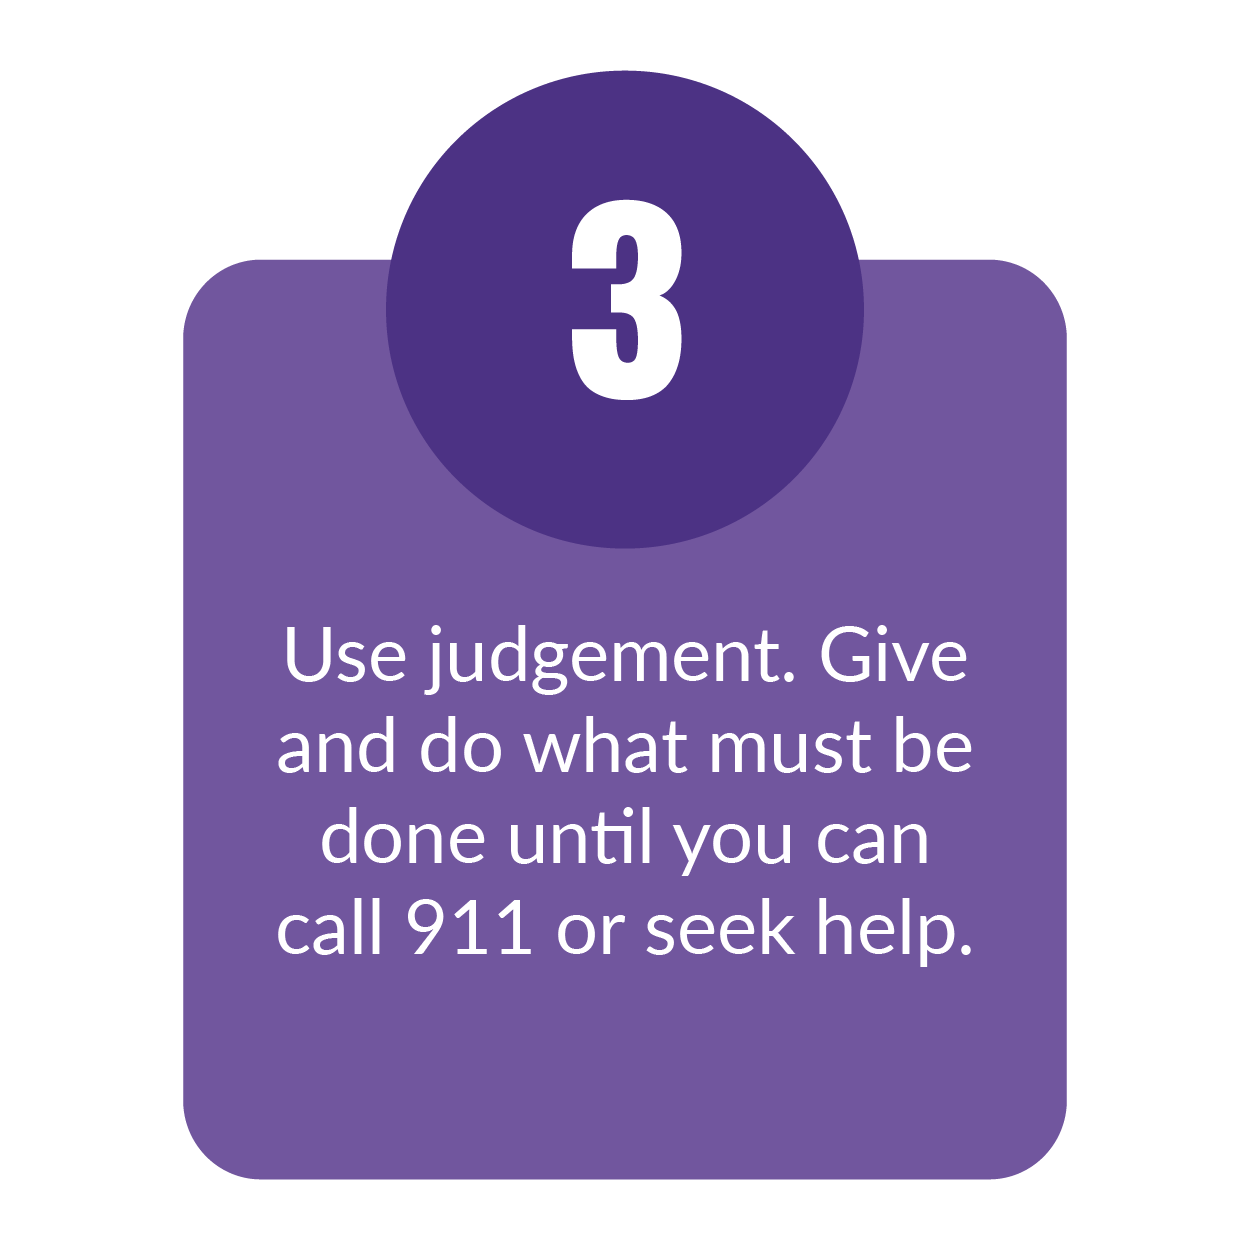 3
Use judgement. Give
and do what must be
done until you can
call 911 or seek help.